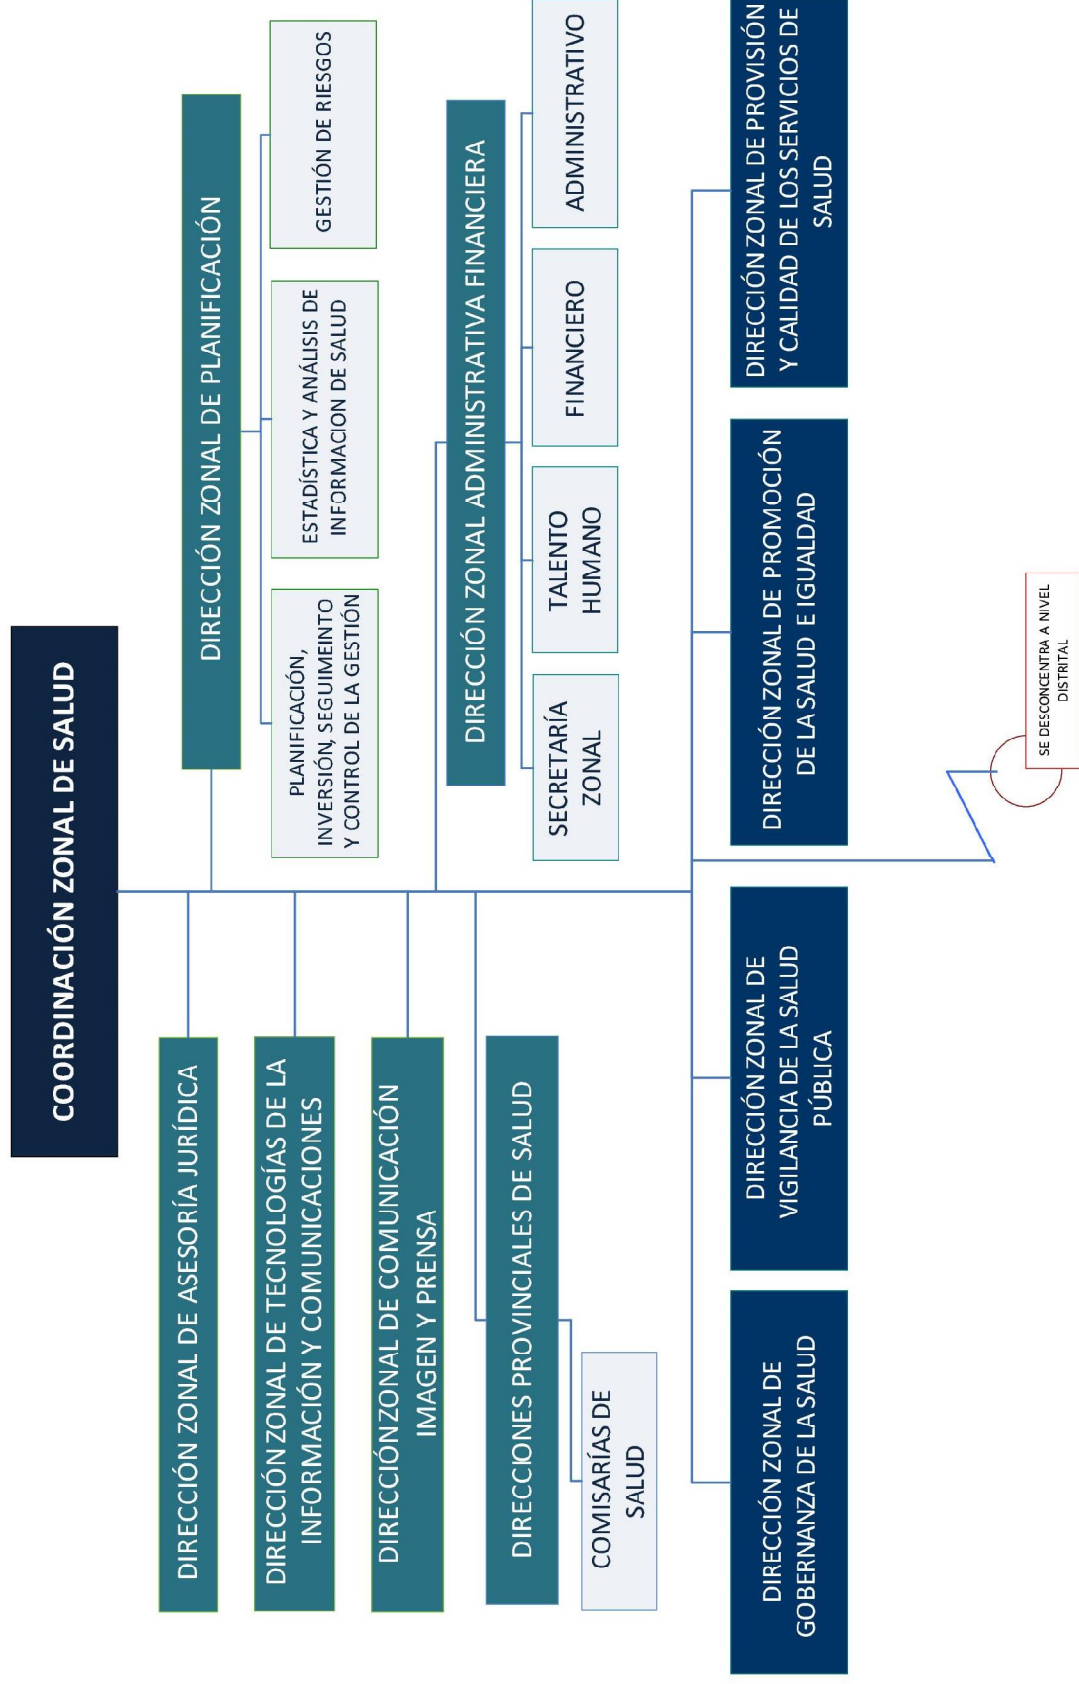 COORDINACIÓN ZONAL DE SALUD
DIRECCIÓN ZONAL DE ASESORÍA JURÍDICA
DIRECCIÓN ZONAL DE TECNOLOGÍAS DE LA
INFORMACIÓN Y COMUNICACIONES
DIRECCIÓN ZONAL DE COMUNICACIÓN
IMAGEN Y PRENSA
DIRECCIONES PROVINCIALES DE SALUD
COMISARÍAS DE
SALUD
DIRECCIÓN ZONAL DE PLANIFICACIÓN
PLANIFICACIÓN,
INVERSIÓN, SEGUIMEINTO
Y CONTROL DE LA GESTIÓN
ESTADÍSTICA Y ANÁLISIS DE
INFORMACION DE SALUD
GESTIÓN DE RIESGOS
DIRECCIÓN ZONAL ADMINISTRATIVA FINANCIERA
SECRETARÍA
ZONAL
TALENTO
HUMANO
FINANCIERO
ADMINISTRATIVO
DIRECCIÓN ZONAL DE
GOBERNANZA DE LA SALUD
DIRECCIÓN ZONAL DE
VIGILANCIA DE LA SALUD
PÚBLICA
DIRECCIÓN ZONAL DE PROMOCIÓN
DE LA SALUD E IGUALDAD
DIRECCIÓN ZONAL DE PROVISIÓN
Y CALIDAD DE LOS SERVICIOS DE
SALUD
SE DESCONCENTRA A NIVEL
DISTRITAL